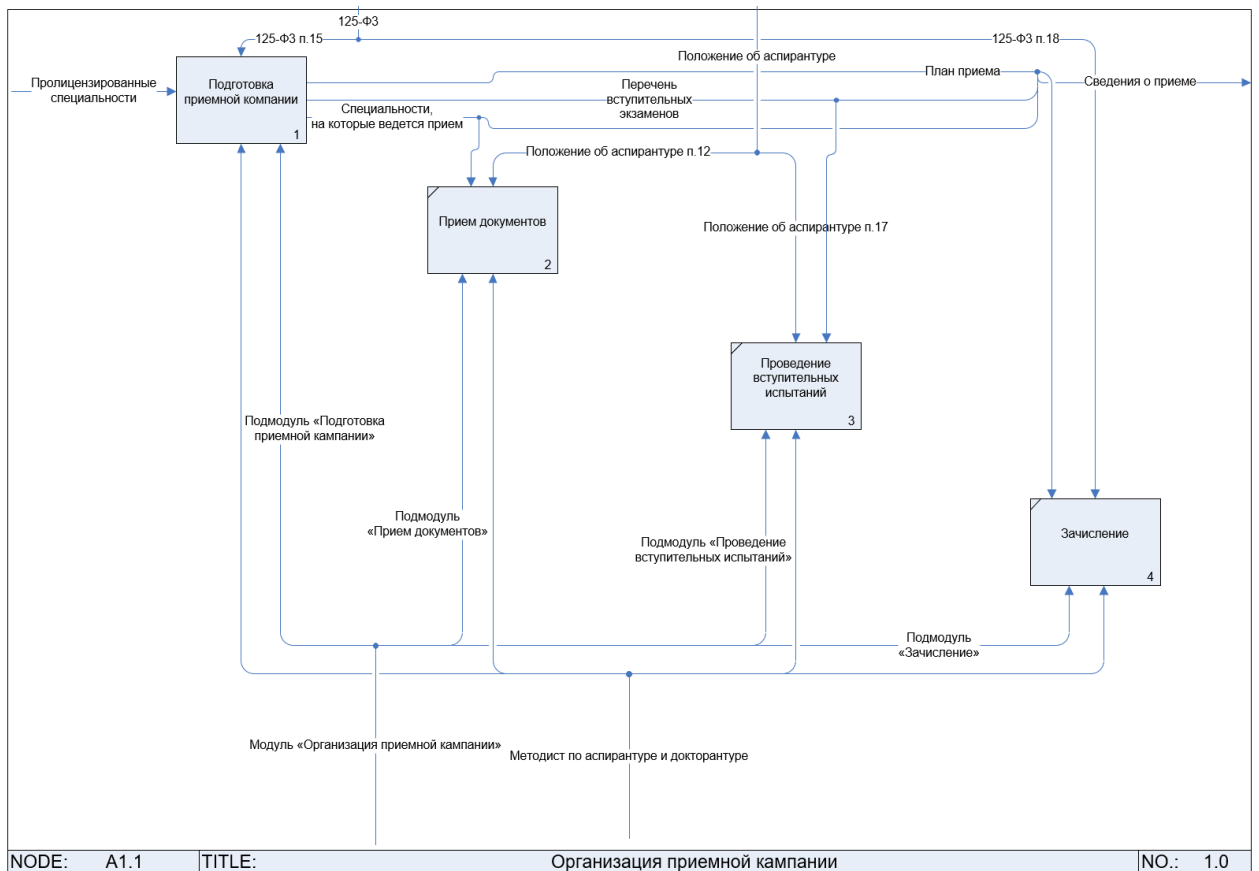 125-ФЗ
125-ФЗ п.15
125-ФЗ п.18
Положение об аспирантуре
План приема
Сведения о приеме
Пролицензированные
специальности
Подготовка
приемной компании
1
Перечень
вступительных
экзаменов
Специальности,
на которые ведется прием
Положение об аспирантуре п.12
Прием документов
2
Положение об аспирантуре п.17
Проведение
вступительных
испытаний
3
Подмодуль «Подготовка
приемной кампании»
Подмодуль
«Прием документов»
Подмодуль «Проведение
вступительных испытаний»
Зачисление
4
Подмодуль
«Зачисление»
Модуль «Организация приемной кампании»
Методист по аспирантуре и докторантуре
NODE: A1.1 TITLE: Организация приемной кампании NO.: 1.0